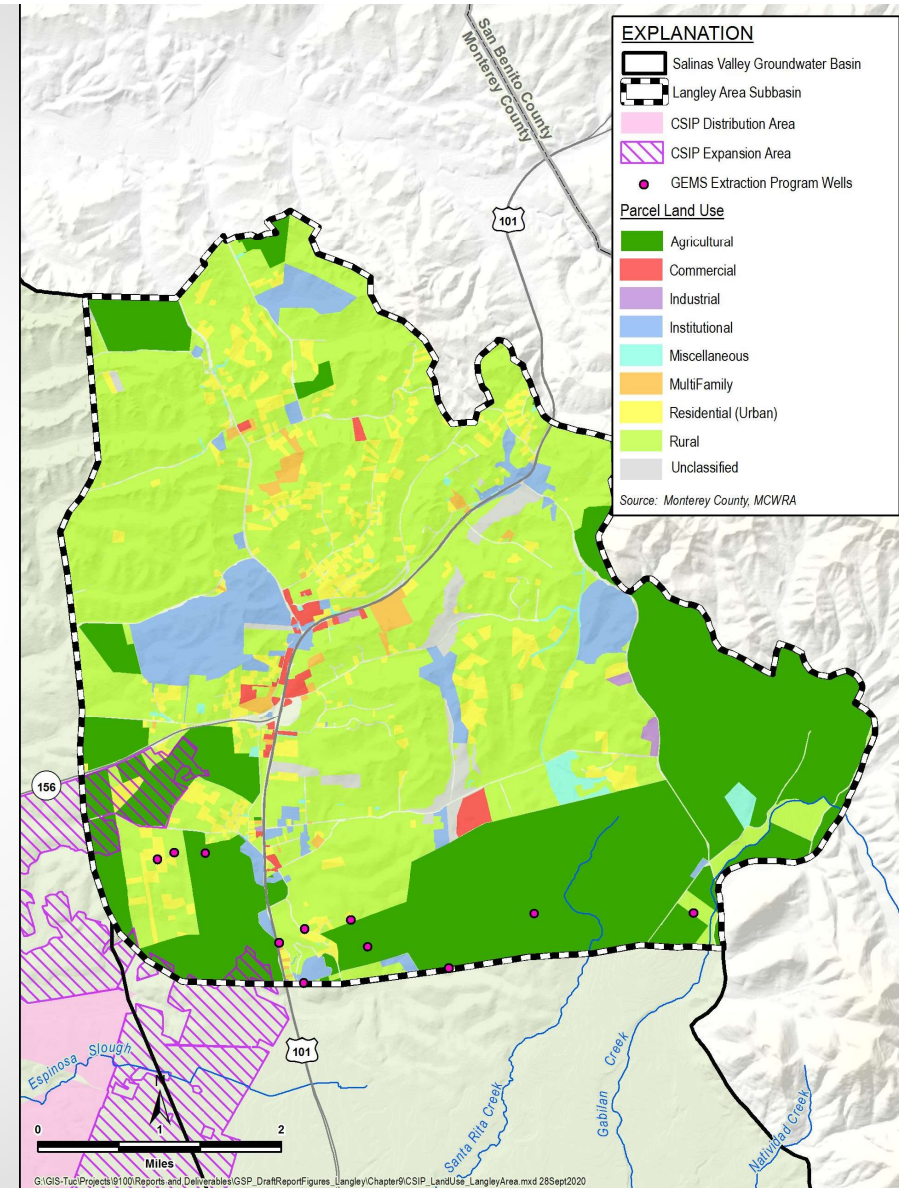 San Benito County
Monterey County
EXPLANATION
Salinas Valley Groundwater Basin
Langley Area Subbasin
CSIP Distribution Area
CSIP Expansion Area
GEMS Extraction Program Wells
Parcel Land Use
Agricultural
Commercial
Industrial
Institutional
Miscellaneous
MultiFamily
Residential (Urban)
Rural
Unclassified
Source: Monterey County, MCWRA
101
156
101
Espinosa Slough
Santa Rita Creek
Gabilan Creek
Natividad Creek
N
0 1 2
Miles
G:\GIS-Tuc\Projects\9100\Reports and Deliverables\GSP_DraftReportFigures_Langley\Chapter9\CSIP_LandUse_LangleyArea.mxd 28Sept2020